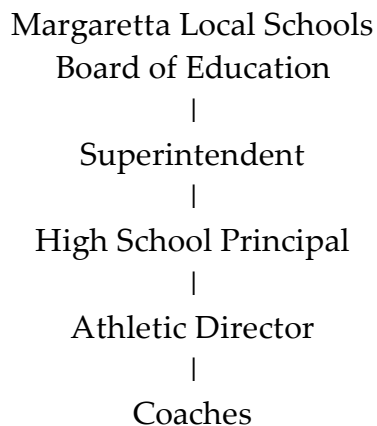 Margaretta Local Schools
Board of Education
|
Superintendent
|
High School Principal
|
Athletic Director
|
Coaches